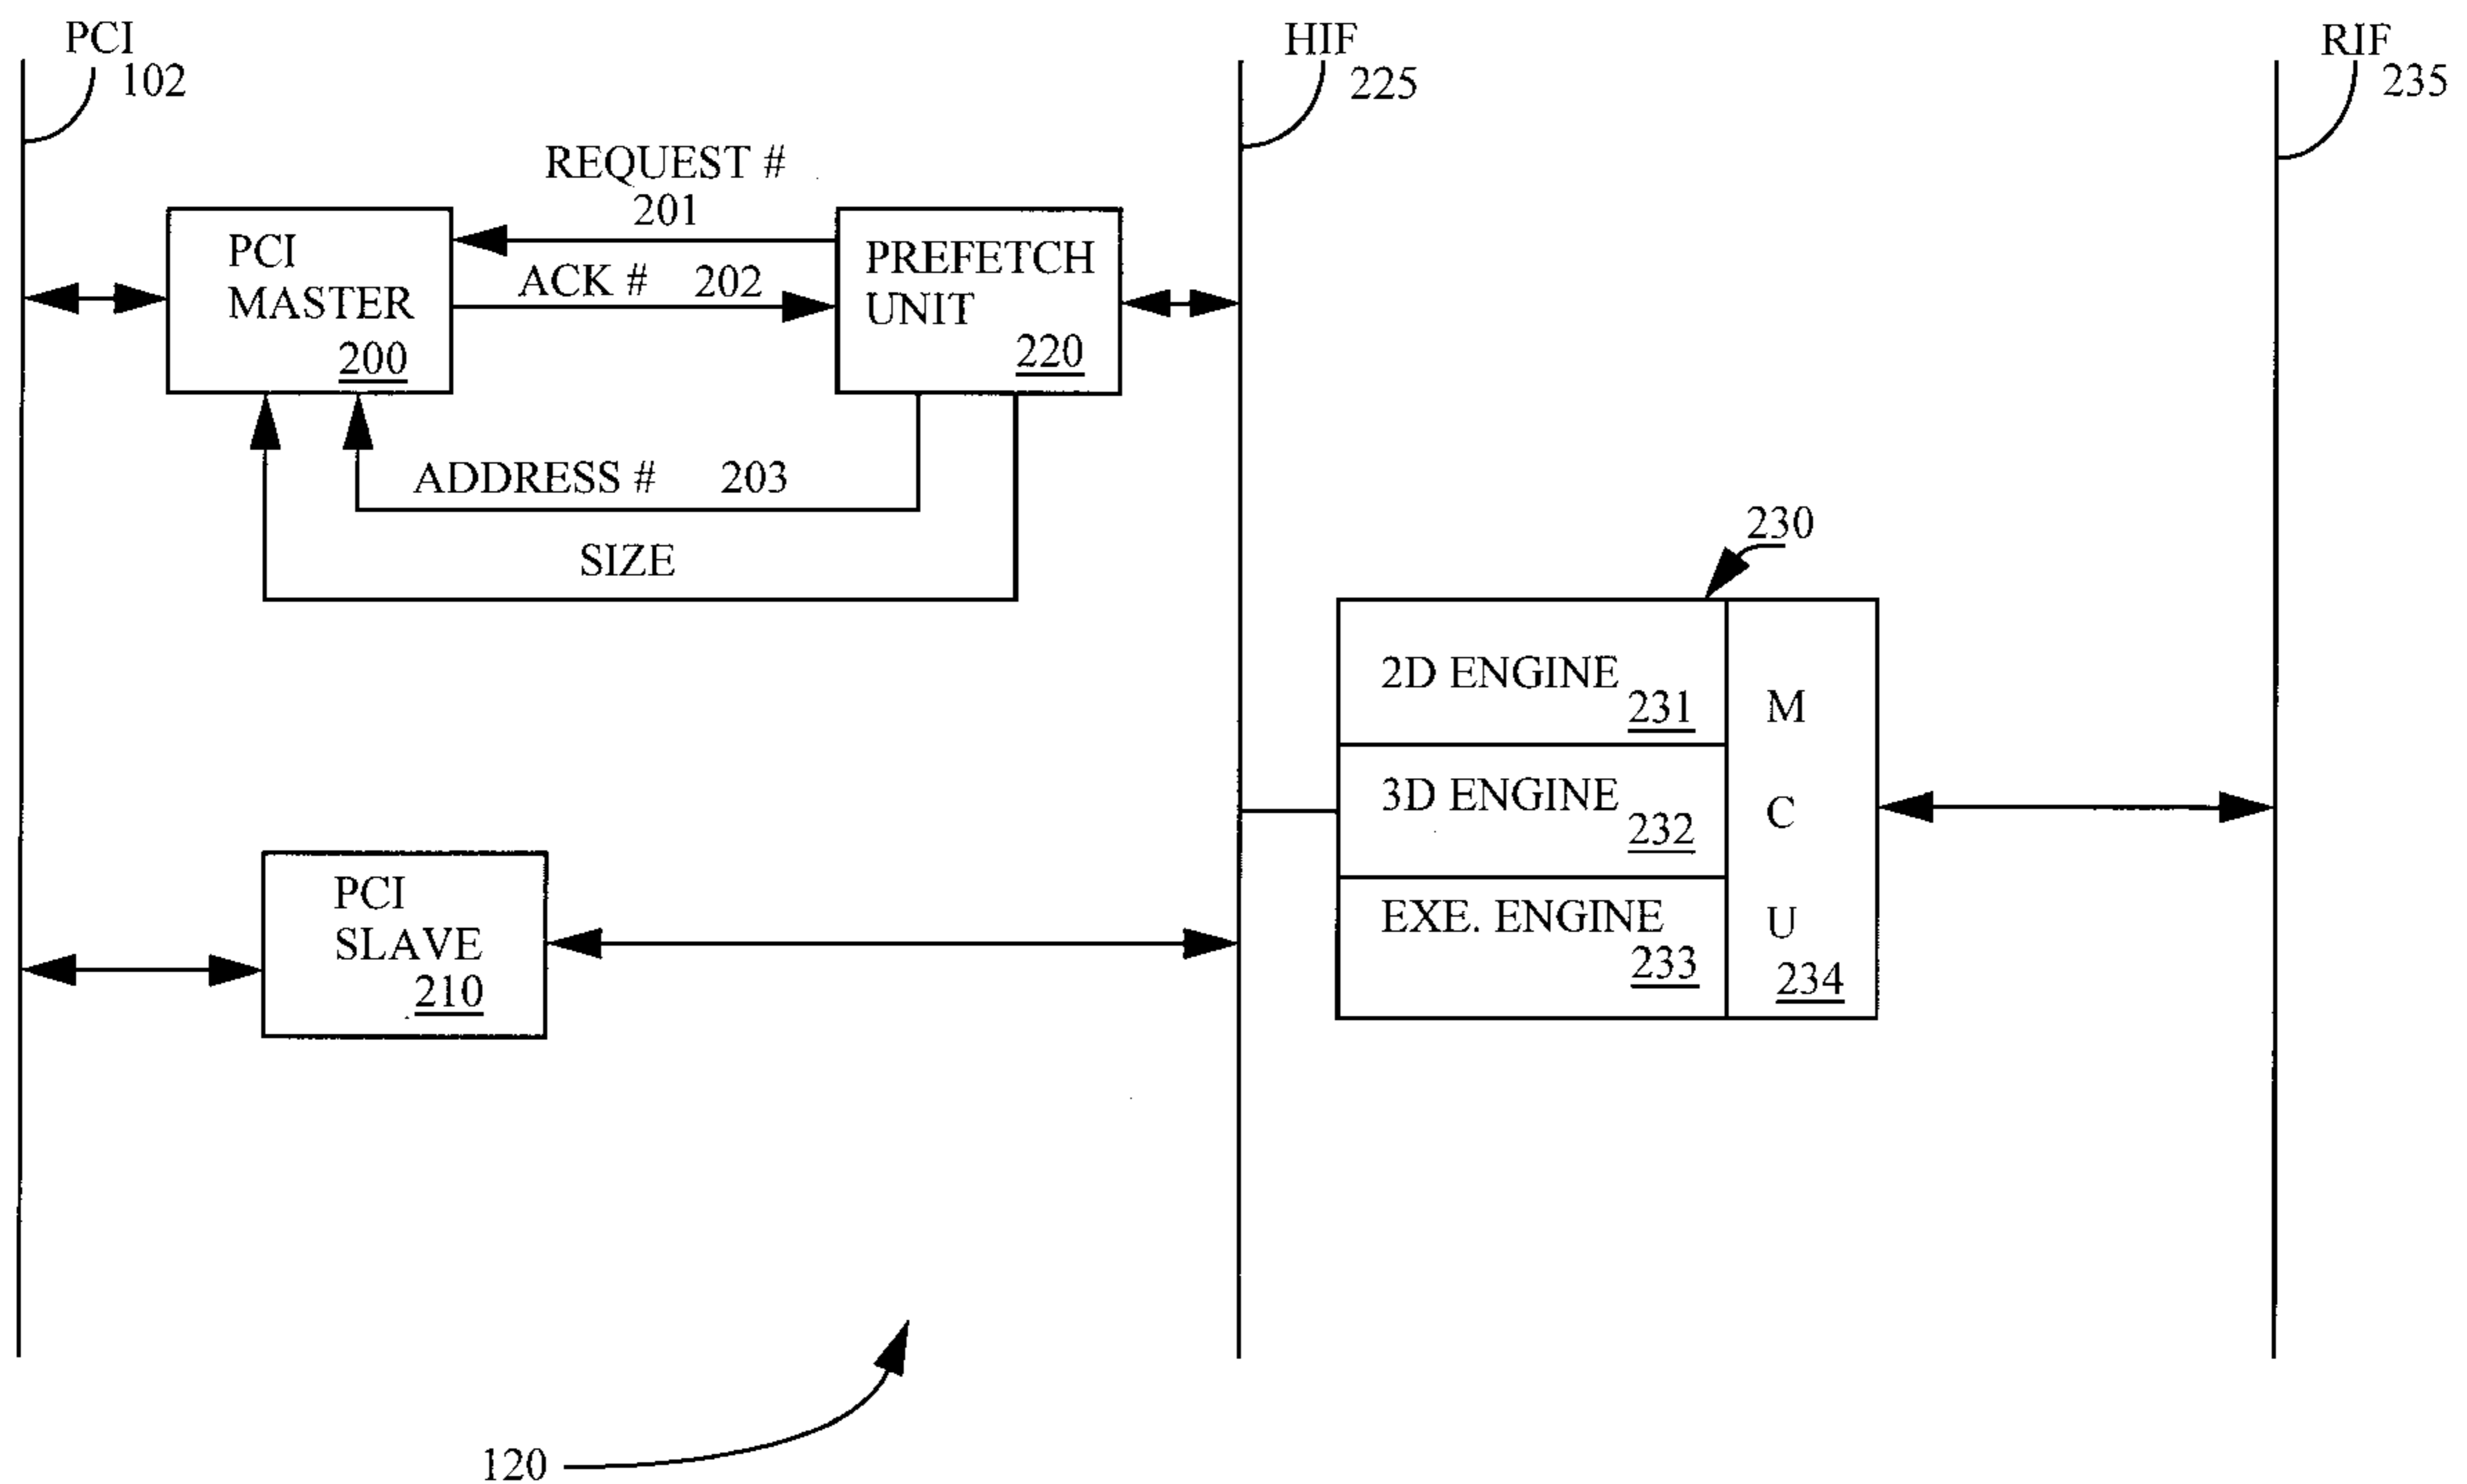 PCI
102
HIF
225
RIF
235
REQUEST #
201
PCI
MASTER
200
ACK # 202
PREFETCH
UNIT
220
ADDRESS # 203
SIZE
230
2D ENGINE
231
3D ENGINE
232
EXE. ENGINE
233
M
C
U
234
PCI
SLAVE
210
120